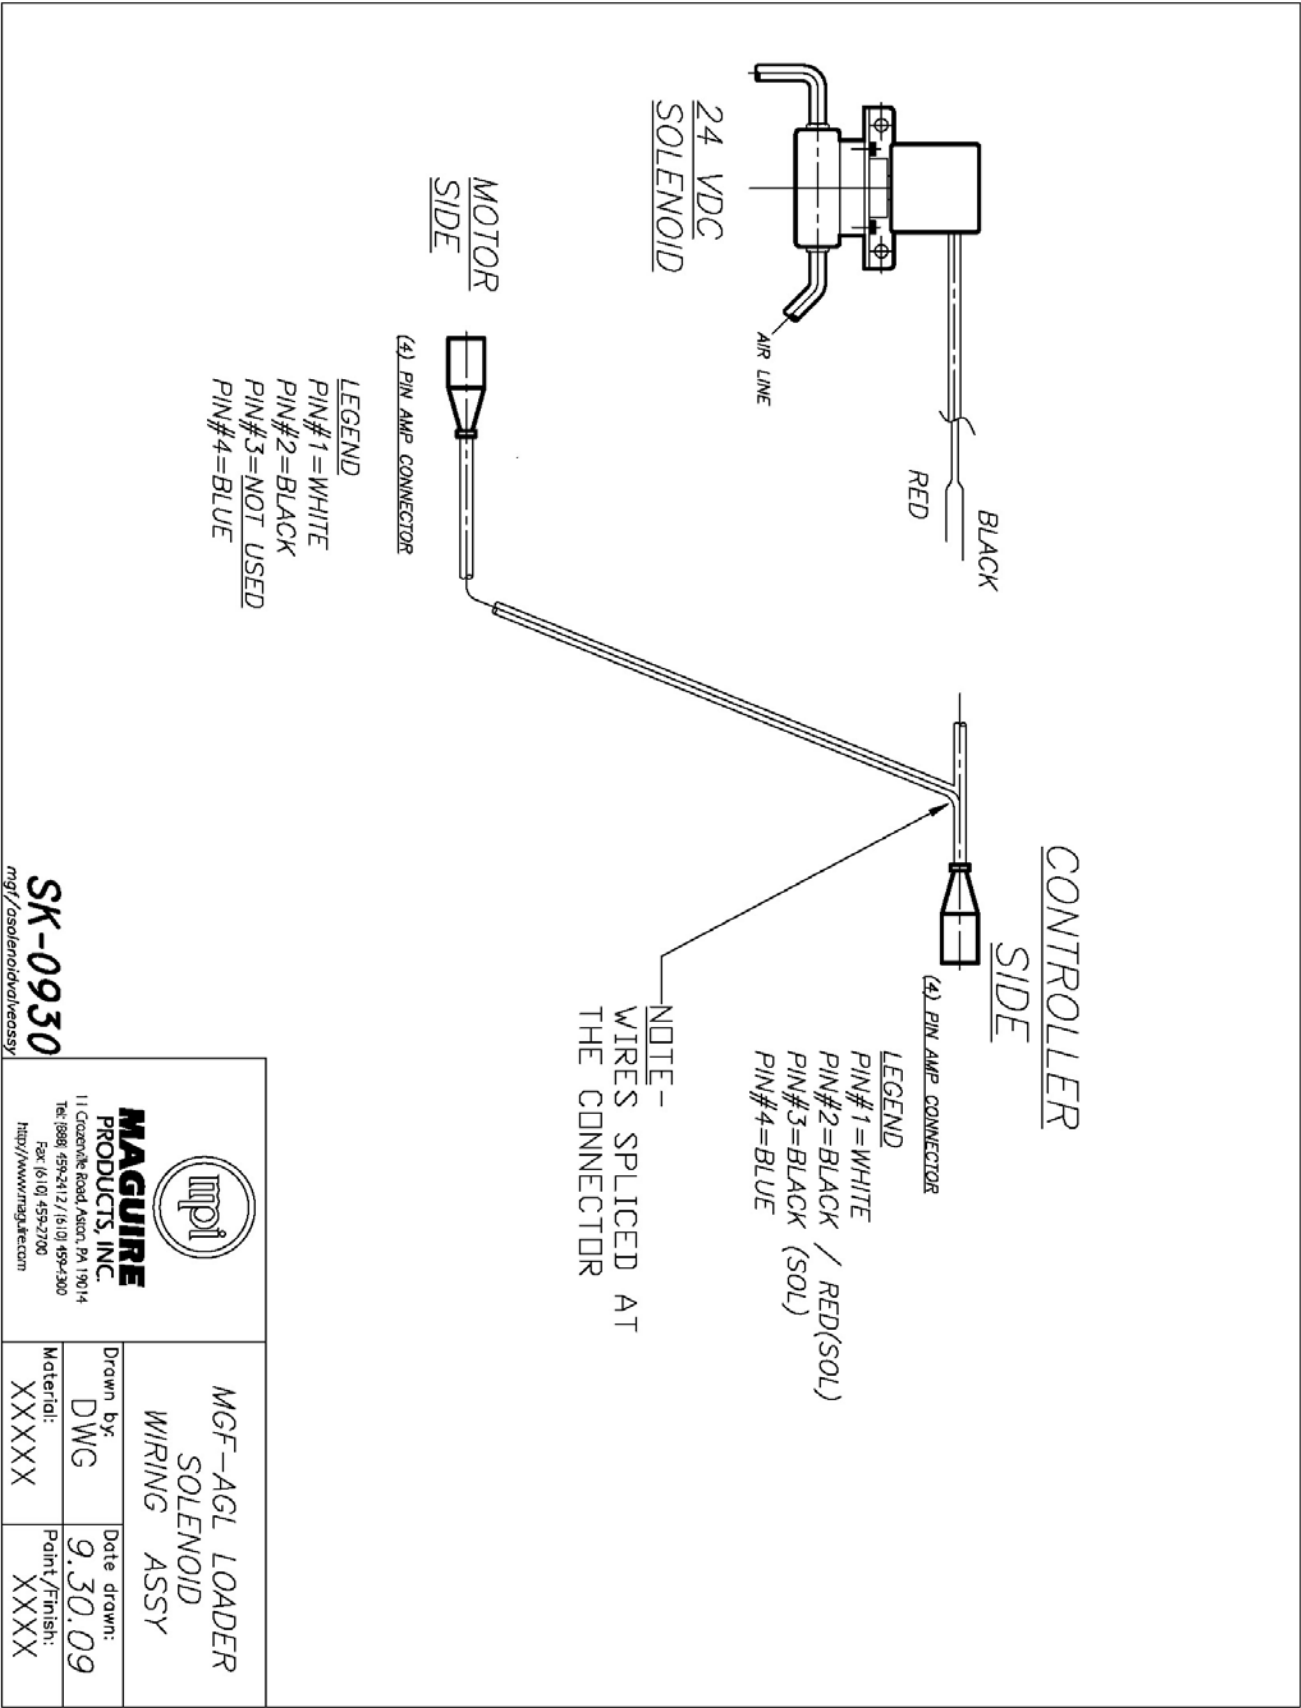 24 VDC
SOLENOID
AIR LINE
BLACK
RED
MOTOR
SIDE
(4) PIN AMP CONNECTOR
LEGEND
PIN#1=WHITE
PIN#2=BLACK
PIN#3=NOT USED
PIN#4=BLUE
CONTROLLER
SIDE
(4) PIN AMP CONNECTOR
LEGEND
PIN#1=WHITE
PIN#2=BLACK / RED(SOL)
PIN#3=BLACK (SOL)
PIN#4=BLUE
NOTE-
WIRES SPLICED AT
THE CONNECTOR
SK-0930
mgf/asolenoidvalveassy
mpi
MAGUIRE
PRODUCTS, INC.
11 Crozerville Road, Aston, PA 19014
Tel: (888) 459-2412 / (610) 459-4300
Fax: (610) 459-2700
http://www.maguire.com
MGF-AGL LOADER
SOLENOID
WIRING ASSY
Drawn by:
DWG
Date drawn:
9.30.09
Material:
XXXXX
Paint/Finish:
XXXX